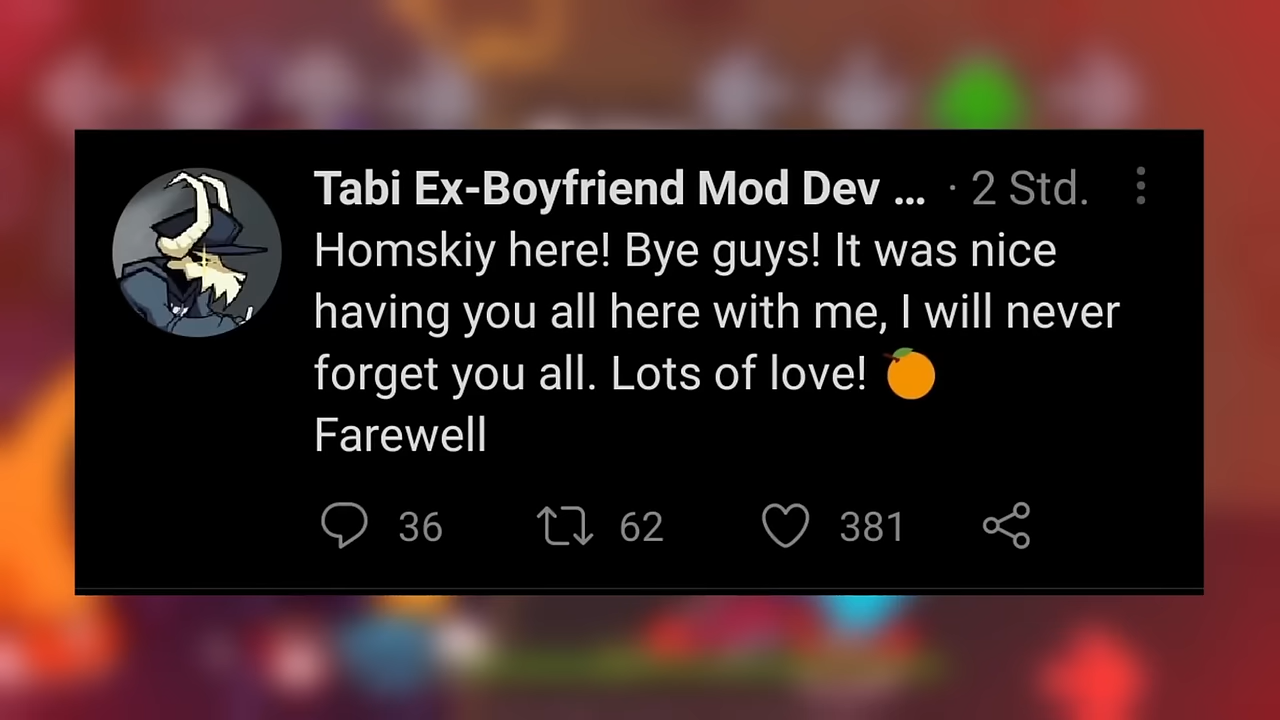 Tabi Ex-Boyfriend Mod Dev ... · 2 Std.
Homskiy here! Bye guys! It was nice
having you all here with me, I will never
forget you all. Lots of love! 🍊
Farewell
36 62 381